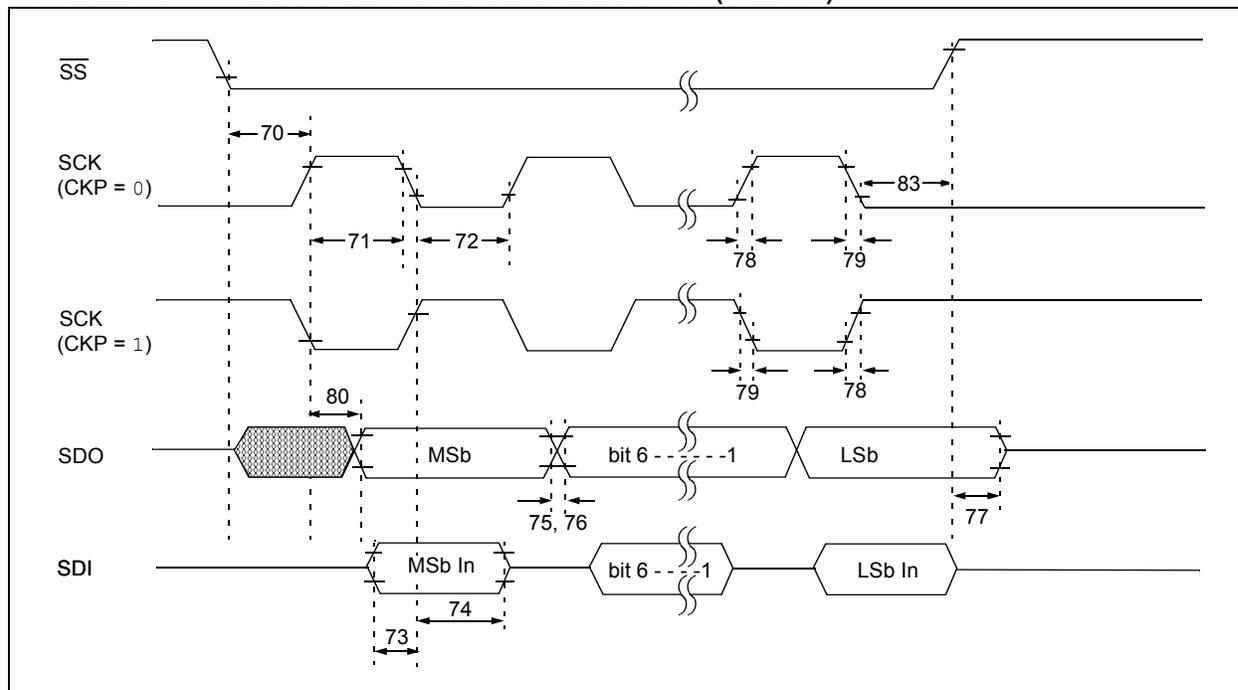 SS
70
SCK
(CKP = 0)
83
71
72
78
79
SCK
(CKP = 1)
79
78
80
SDO
MSb
bit 6 - - - - - - -1
LSb
75, 76
77
SDI
MSb In
bit 6 - - - - -1
LSb In
74
73